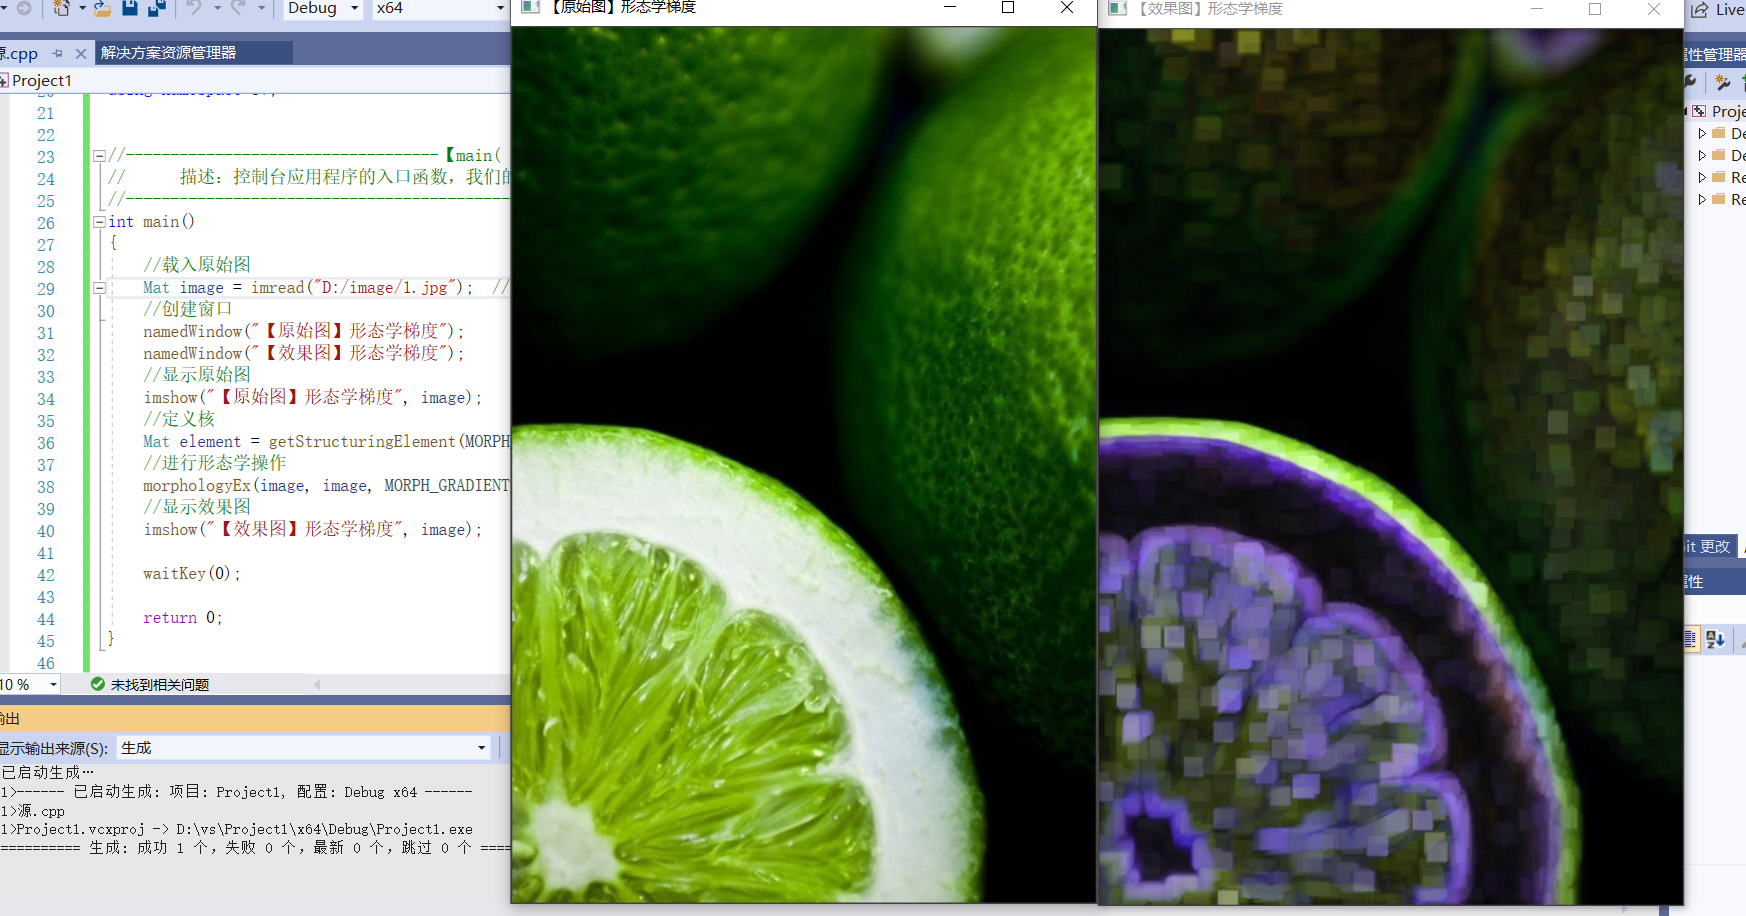 Debug
x64
Live
源.cpp
解决方案资源管理器
Project1
21
22
23 //-----------------------------------【main(
24 //      描述：控制台应用程序的入口函数，我们的
25 //-------------------------------------------
26 int main()
27 {
28 //载入原始图
29 Mat image = imread("D:/image/1.jpg");  //
30 //创建窗口
31 namedWindow("【原始图】形态学梯度");
32 namedWindow("【效果图】形态学梯度");
33 //显示原始图
34 imshow("【原始图】形态学梯度", image);
35 //定义核
36 Mat element = getStructuringElement(MORPH
37 //进行形态学操作
38 morphologyEx(image, image, MORPH_GRADIENT
39 //显示效果图
40 imshow("【效果图】形态学梯度", image);
41
42 waitKey(0);
43
44 return 0;
45 }
46
10 %
未找到相关问题
输出
显示输出来源(S):
生成
已启动生成…
1>------ 已启动生成: 项目: Project1, 配置: Debug x64 ------
1>源.cpp
1>Project1.vcxproj -> D:\vs\Project1\x64\Debug\Project1.exe
========== 生成: 成功 1 个，失败 0 个，最新 0 个，跳过 0 个 ====
【原始图】形态学梯度
【效果图】形态学梯度
属性管理器
Proje
De
De
Re
Re
Git 更改
属性